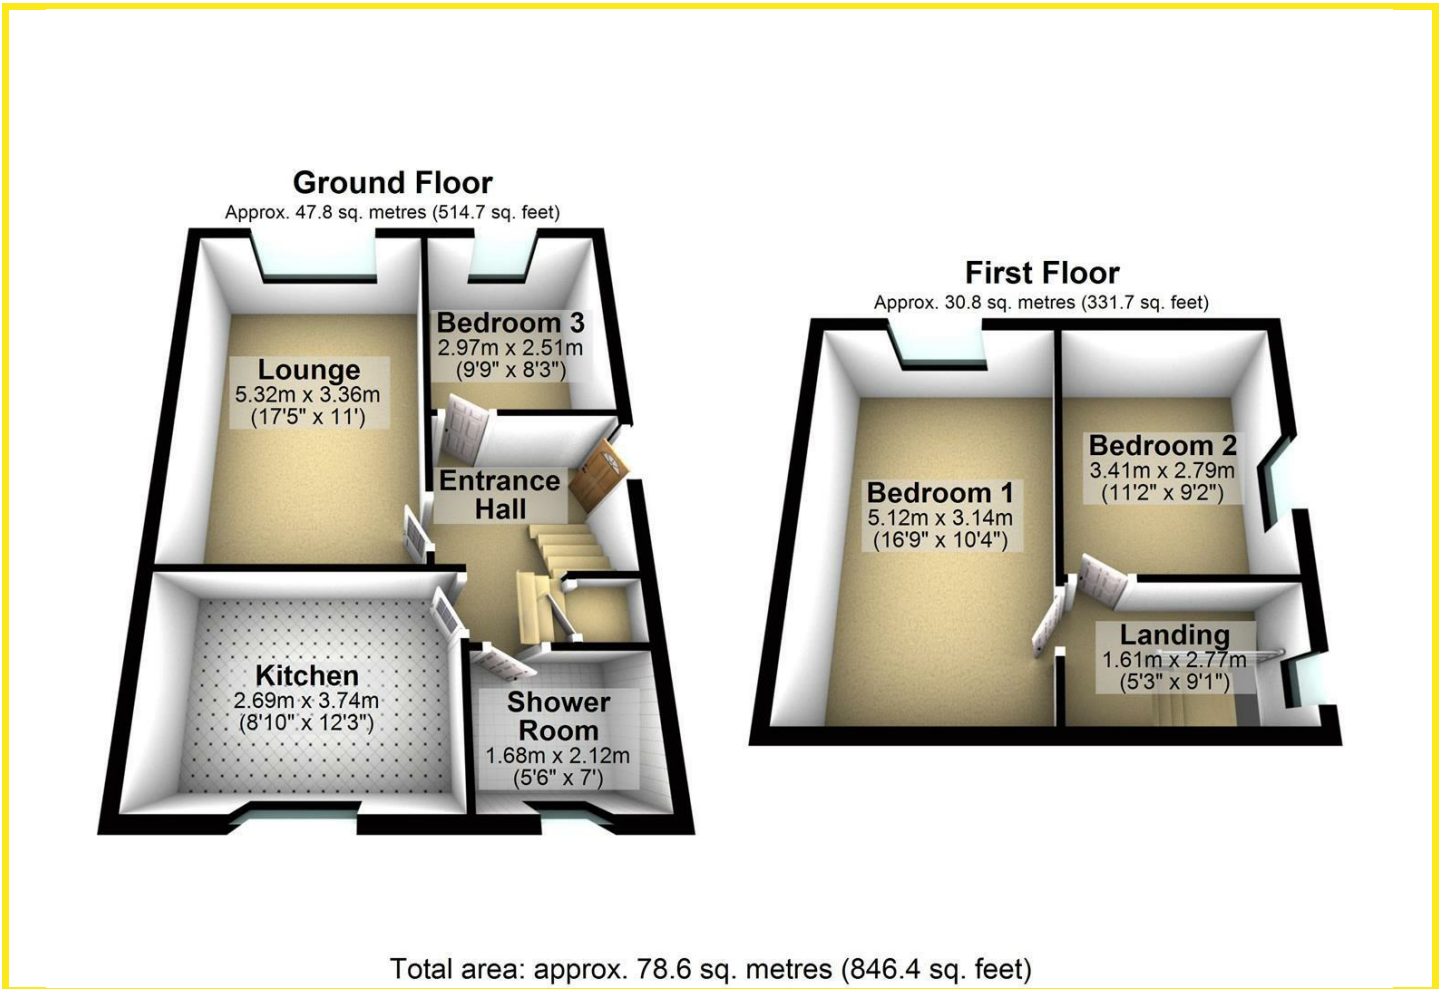 Ground Floor
Approx. 47.8 sq. metres (514.7 sq. feet)
Bedroom 3
2.97m x 2.51m
(9'9" x 8'3")
Lounge
5.32m x 3.36m
(17'5" x 11')
Entrance
Hall
Kitchen
2.69m x 3.74m
(8'10" x 12'3")
Shower
Room
1.68m x 2.12m
(5'6" x 7')
First Floor
Approx. 30.8 sq. metres (331.7 sq. feet)
Bedroom 2
3.41m x 2.79m
(11'2" x 9'2")
Bedroom 1
5.12m x 3.14m
(16'9" x 10'4")
Landing
1.61m x 2.77m
(5'3" x 9'1")
Total area: approx. 78.6 sq. metres (846.4 sq. feet)